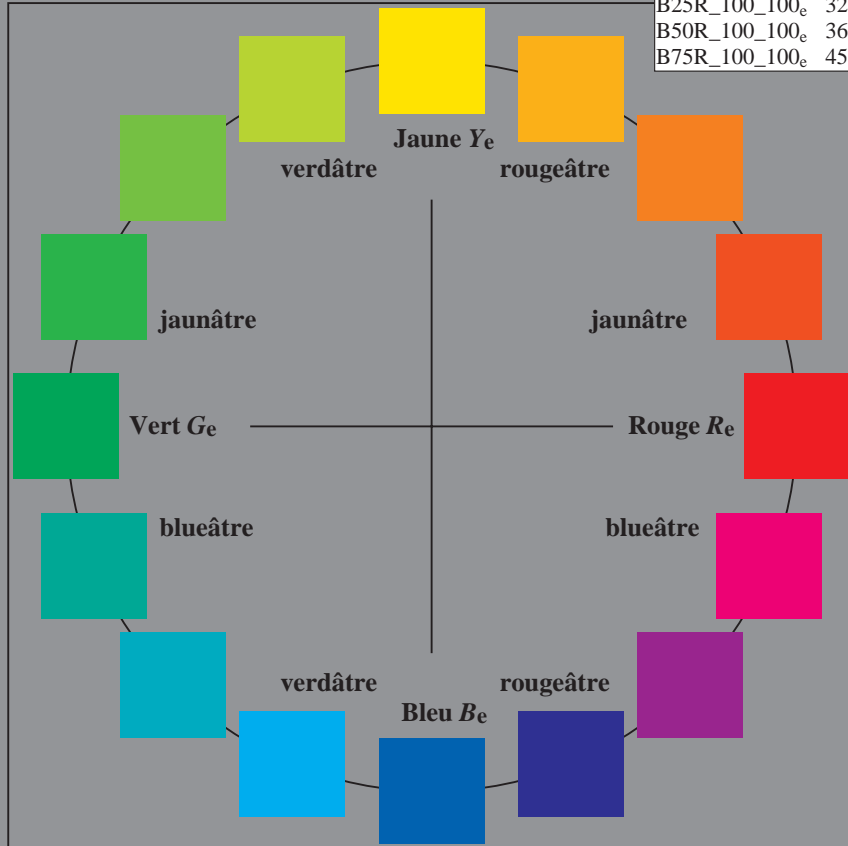 B25R_100_100e 32
B50R_100_100e 36
B75R_100_100e 45
Jaune Ye
verdâtre rougeâtre
jaunâtre jaunâtre
Vert Ge Rouge Re
blueâtre blueâtre
verdâtre rougeâtre
Bleu Be